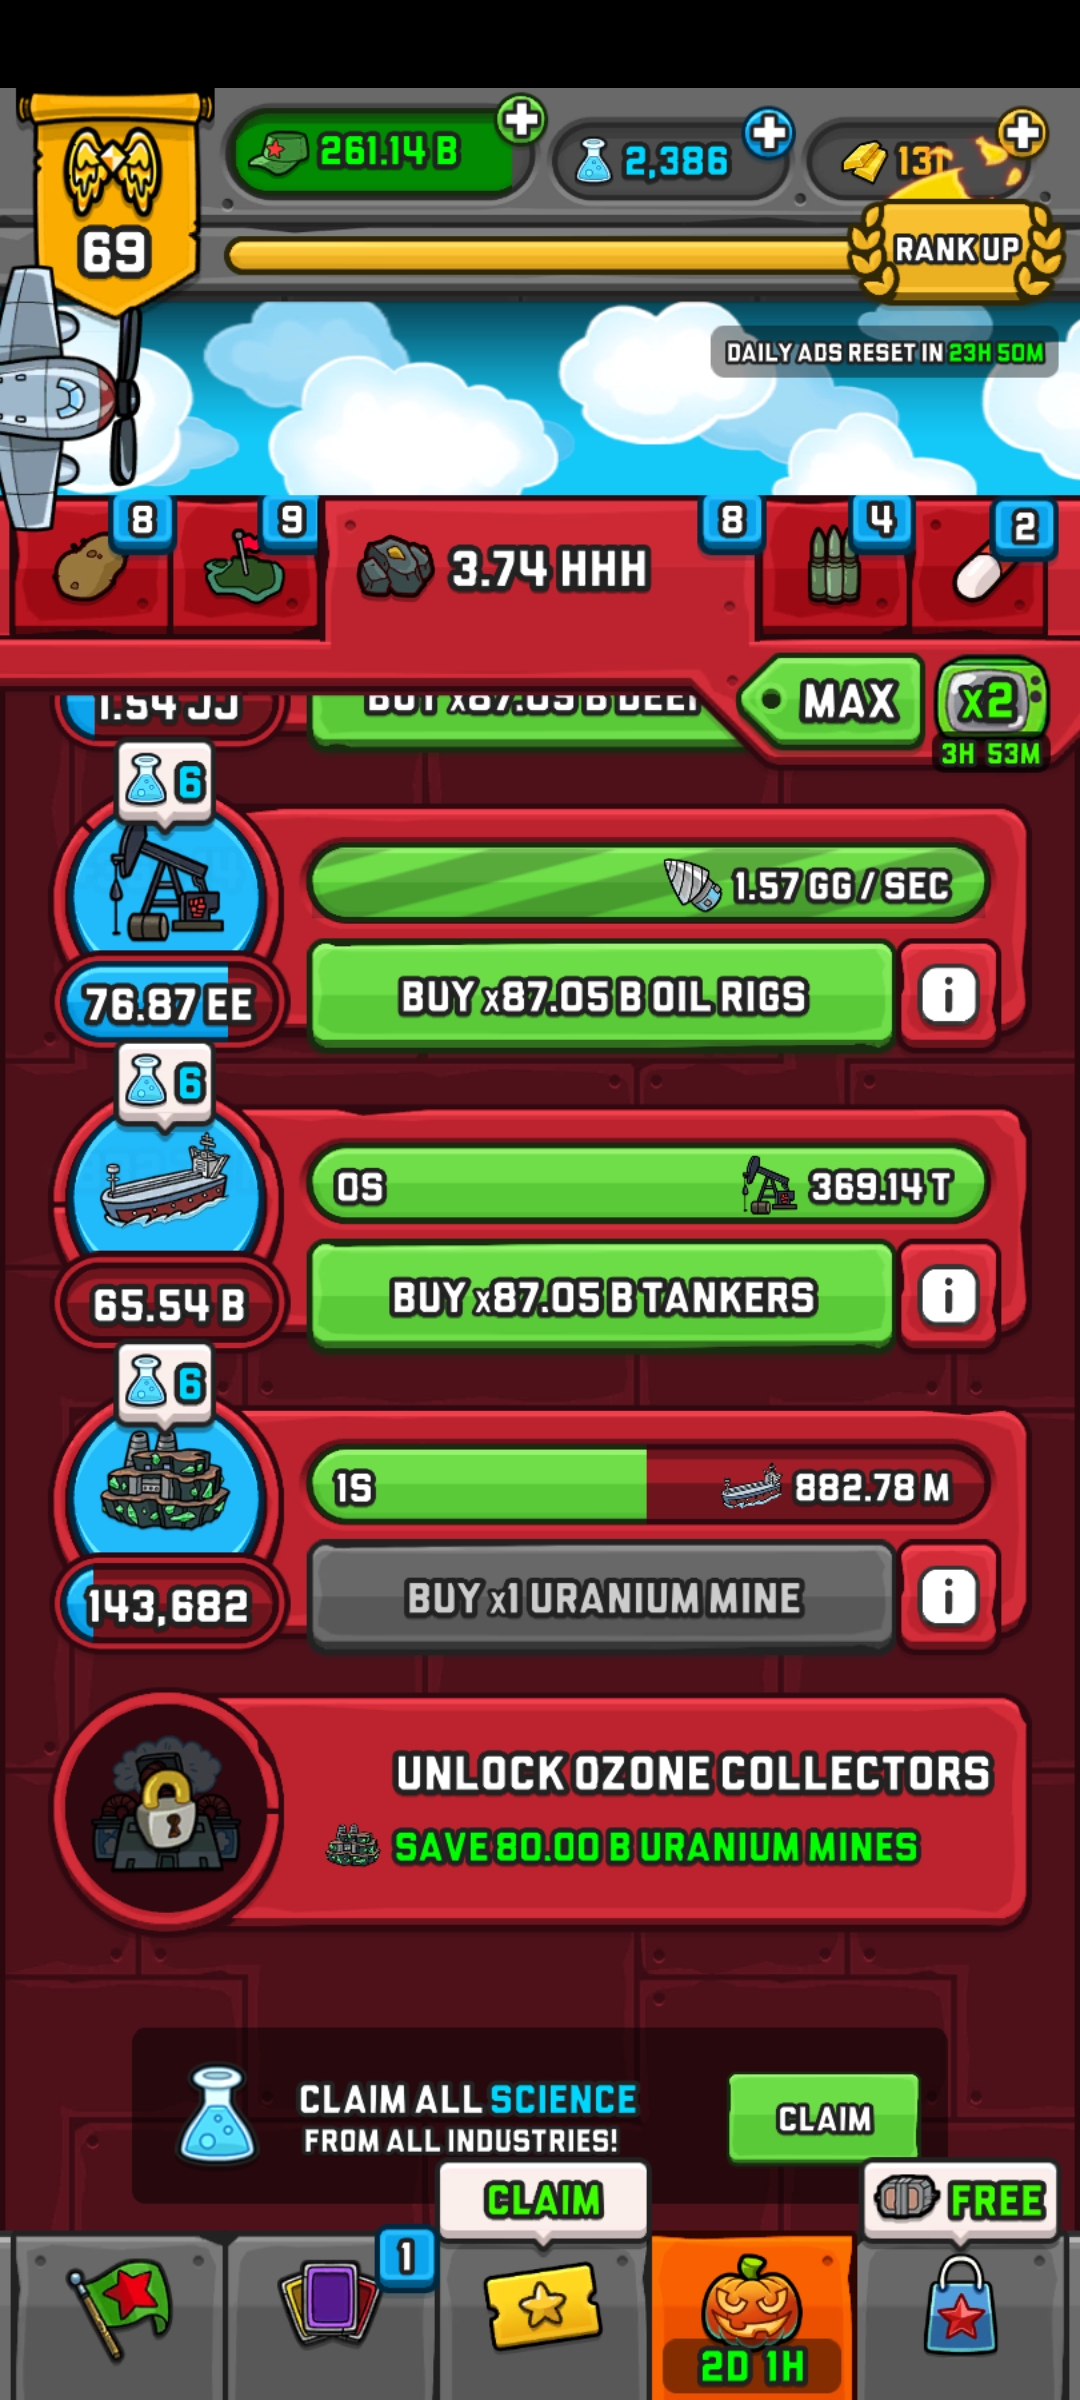 261.14 B
2,386
131
69
RANK UP
DAILY ADS RESET IN 23H 50M
8
9
3.74 HHH
8
4
2
1.54 JJ
BUY x87.05 B DEEP
MAX
x2
3H 53M
6
1.57 GG / SEC
76.87 EE
BUY x87.05 B OIL RIGS
i
6
0S
369.14 T
65.54 B
BUY x87.05 B TANKERS
i
6
1S
882.78 M
143,682
BUY x1 URANIUM MINE
i
UNLOCK OZONE COLLECTORS
SAVE 80.00 B URANIUM MINES
CLAIM ALL SCIENCE
FROM ALL INDUSTRIES!
CLAIM
CLAIM
FREE
1
2D 1H